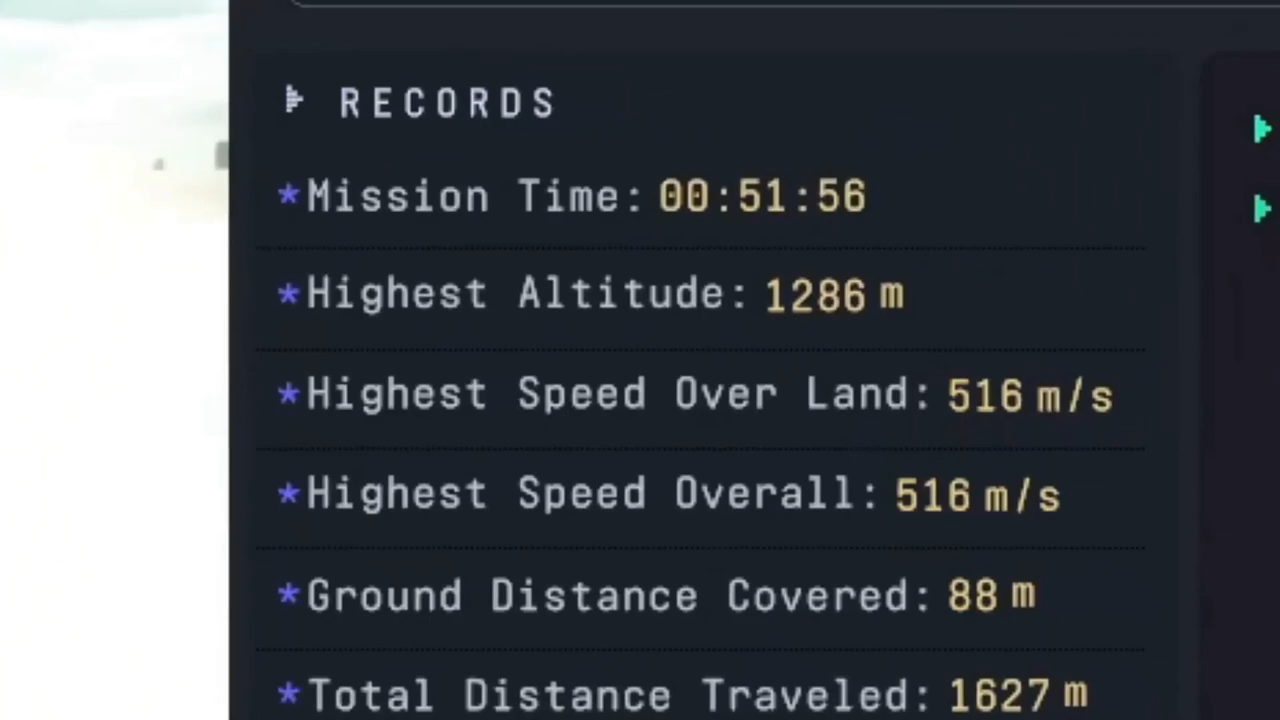 RECORDS
*Mission Time: 00:51:56
*Highest Altitude: 1286 m
*Highest Speed Over Land: 516 m/s
*Highest Speed Overall: 516 m/s
*Ground Distance Covered: 88 m
*Total Distance Traveled: 1627 m